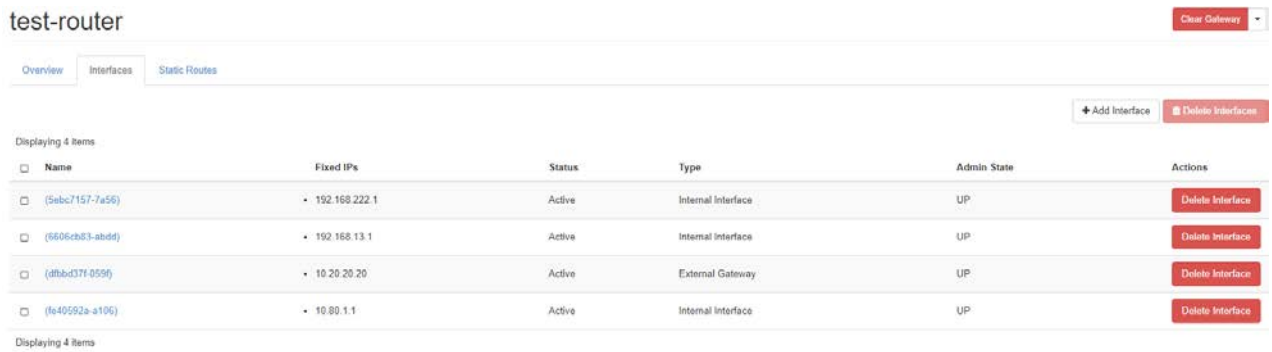 test-router
Clear Gateway
Overview Interfaces Static Routes
+ Add Interface Delete Interfaces
Displaying 4 items
Name Fixed IPs Status Type Admin State Actions
(5ebc7157-7a56) • 192.168.222.1 Active Internal Interface UP Delete Interface
(6606cb83-abdd) • 192.168.13.1 Active Internal Interface UP Delete Interface
(dfbbd37f-059f) • 10.20.20.20 Active External Gateway UP Delete Interface
(fe40592a-a106) • 10.80.1.1 Active Internal Interface UP Delete Interface
Displaying 4 items